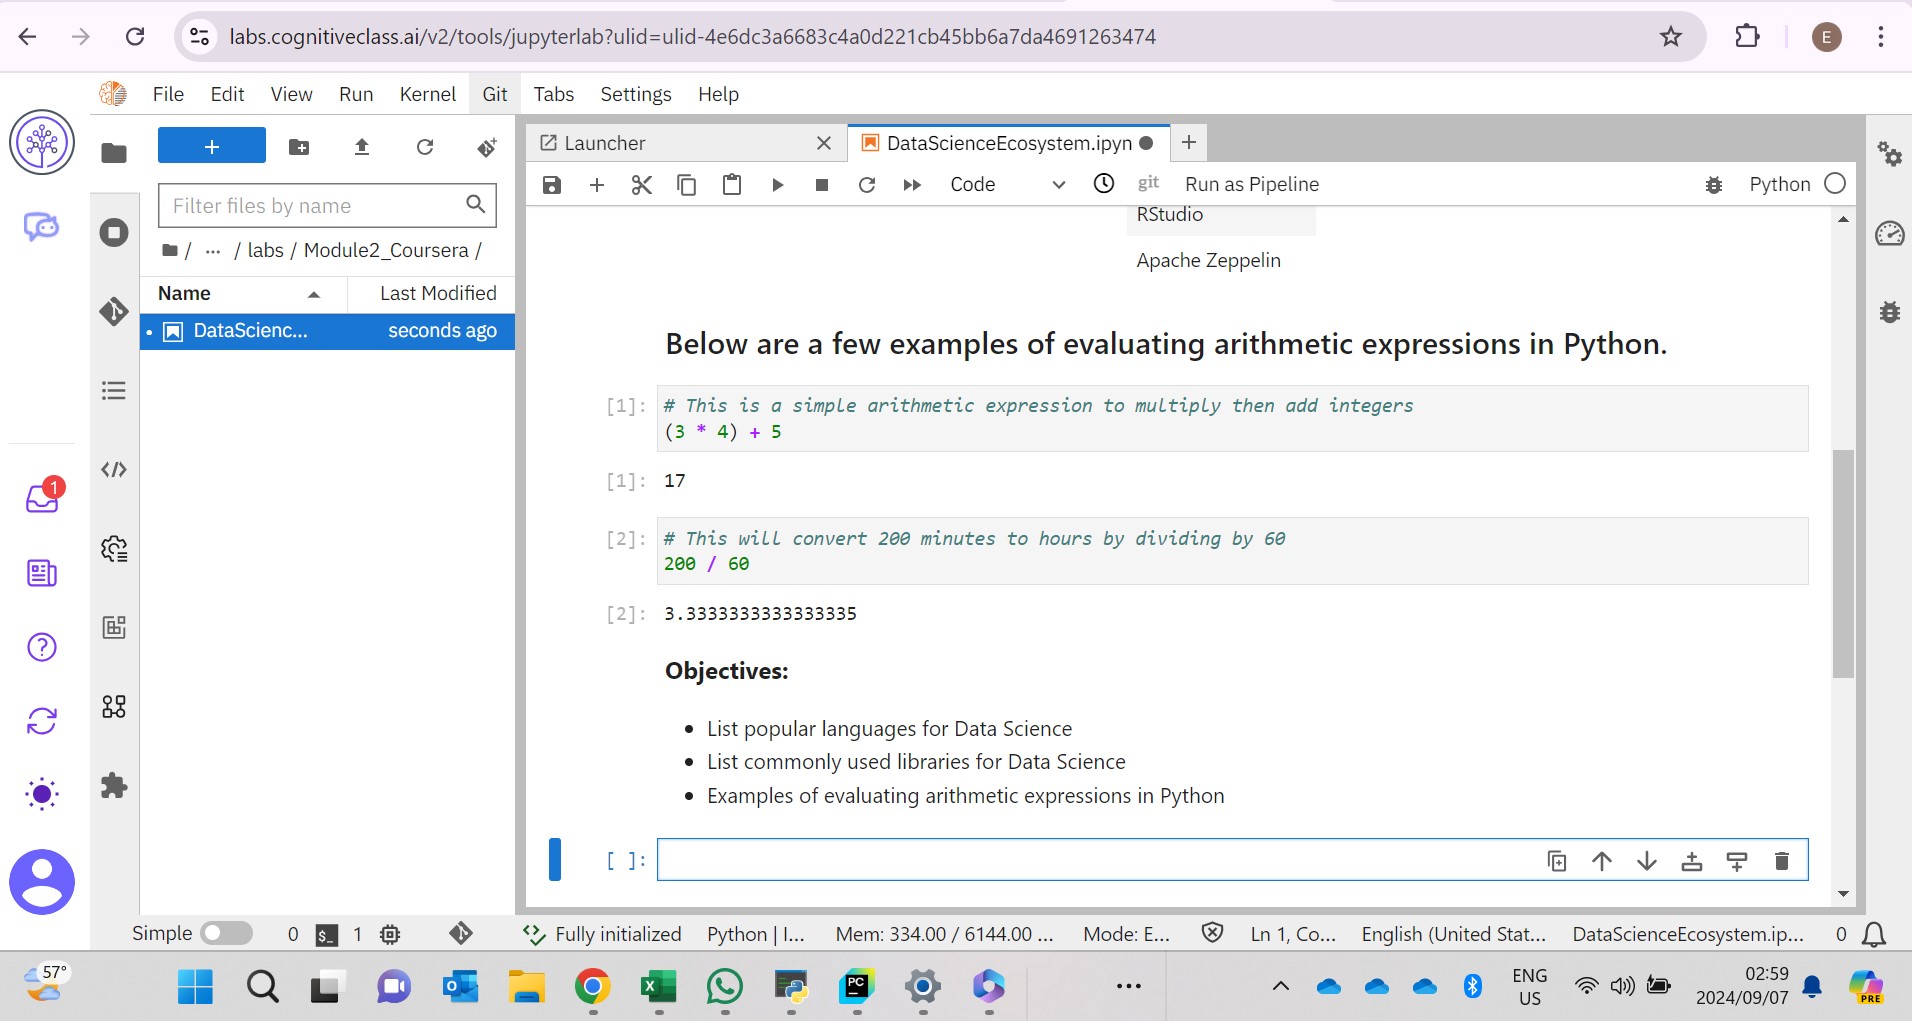 labs.cognitiveclass.ai/v2/tools/jupyterlab?ulid=ulid-4e6dc3a6683c4a0d221cb45bb6a7da4691263474
E
File Edit View Run Kernel Git Tabs Settings Help
+
Launcher
DataScienceEcosystem.ipyn
Code
git
Run as Pipeline
Python
Filter files by name
/ ... / labs / Module2_Coursera /
Name
Last Modified
DataScienc...
seconds ago
RStudio
Apache Zeppelin
Below are a few examples of evaluating arithmetic expressions in Python.
[1]: # This is a simple arithmetic expression to multiply then add integers
(3 * 4) + 5
[1]: 17
[2]: # This will convert 200 minutes to hours by dividing by 60
200 / 60
[2]: 3.3333333333333335
Objectives:
• List popular languages for Data Science
• List commonly used libraries for Data Science
• Examples of evaluating arithmetic expressions in Python
[ ]:
1
Simple
0
$_
1
Fully initialized
Python | I...
Mem: 334.00 / 6144.00 ...
Mode: E...
Ln 1, Co...
English (United Stat...
DataScienceEcosystem.ip...
0
57°
PC
ENG
US
02:59
2024/09/07
PRE